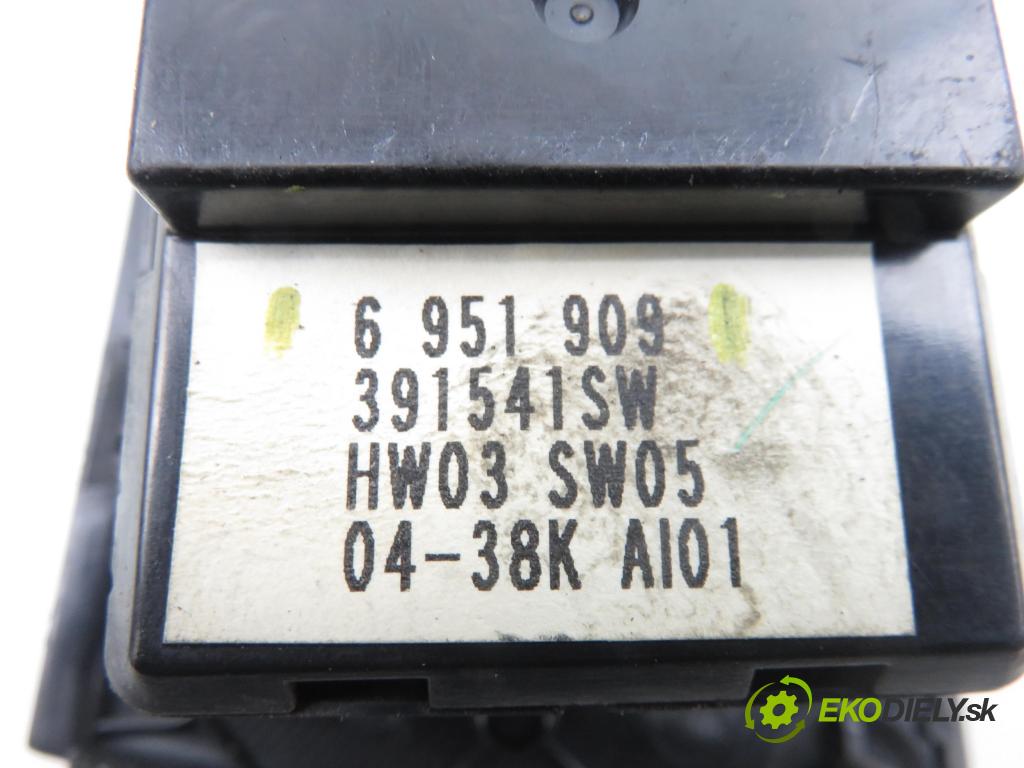 6 951 909
391541SW
HW03 SW05
04-38K AI01
EKODIELY.sk